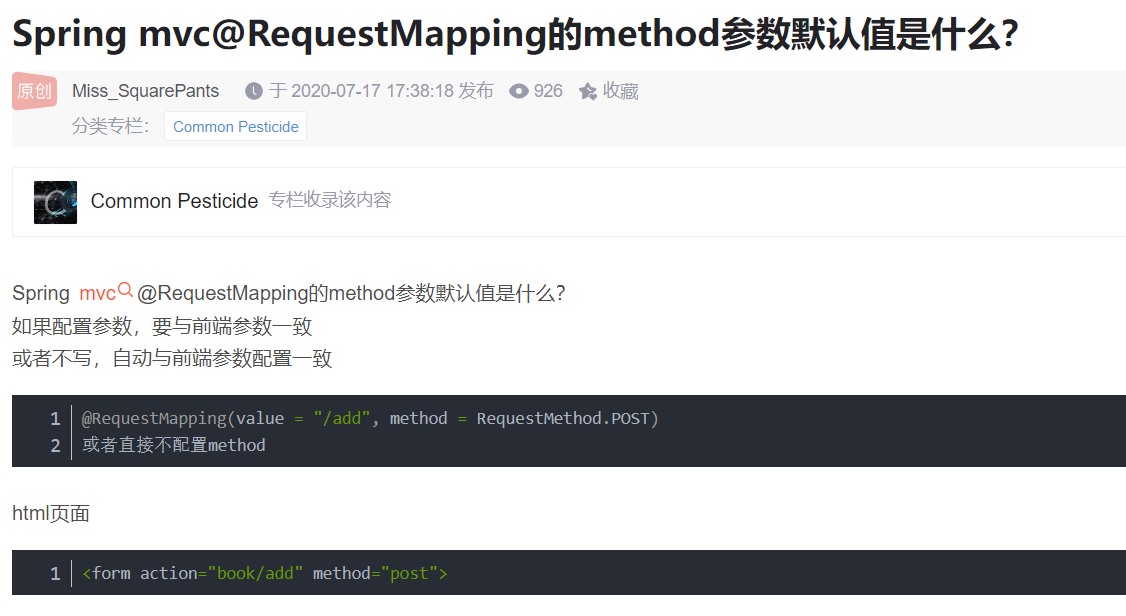 Spring mvc@RequestMapping的method参数默认值是什么？
原创 Miss_SquarePants 于 2020-07-17 17:38:18 发布 926 收藏
分类专栏： Common Pesticide
Common Pesticide 专栏收录该内容
Spring mvc@RequestMapping的method参数默认值是什么？
如果配置参数，要与前端参数一致
或者不写，自动与前端参数配置一致
1 @RequestMapping(value = "/add", method = RequestMethod.POST)
2 或者直接不配置method
html页面
1 <form action="book/add" method="post">